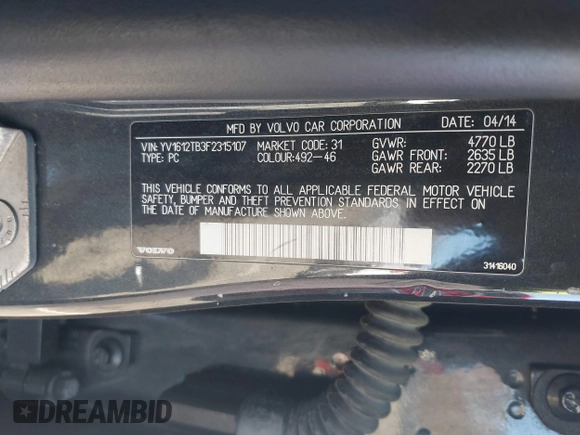 MFD BY VOLVO CAR CORPORATION DATE 04/14
VIN: YV1612TB3F2315107 MARKET CODE: 31 GVWR: 4770 LB
TYPE: PC COLOUR:492-46 GAWR FRONT: 2635 LB
GAWR REAR: 2270 LB
THIS VEHICLE CONFORMS TO ALL APPLICABLE FEDERAL MOTOR VEHICLE
SAFETY, BUMPER AND THEFT PREVENTION STANDARDS IN EFFECT ON
THE DATE OF MANUFACTURE SHOWN ABOVE.
VOLVO
31416040
DREAMBID